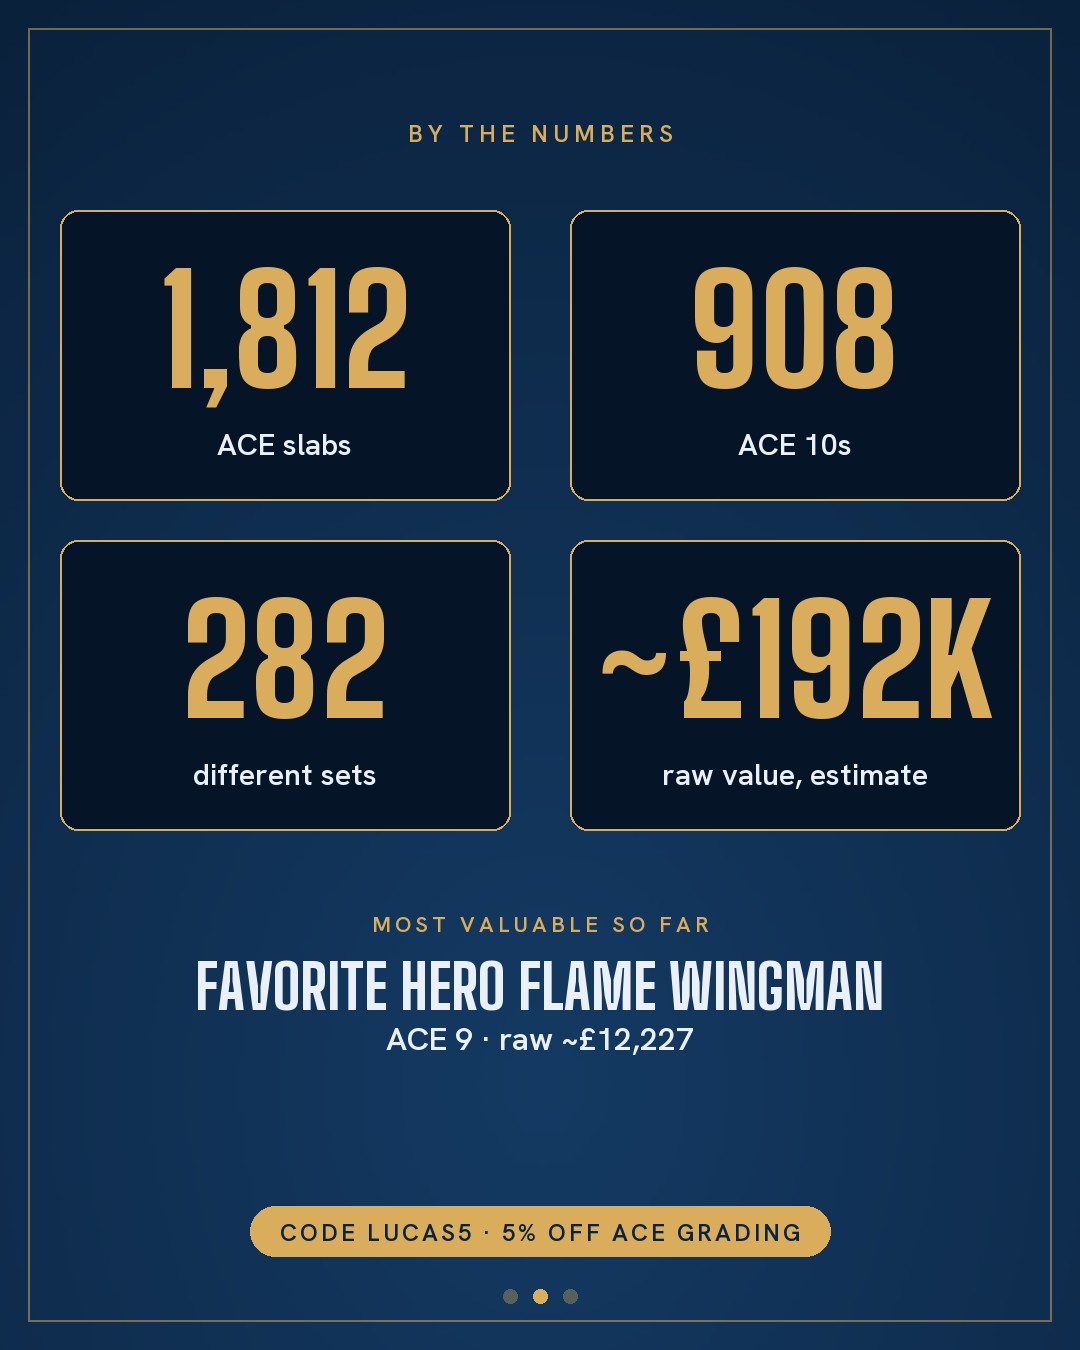 BY THE NUMBERS
1,812
ACE slabs
908
ACE 10s
282
different sets
~£192K
raw value, estimate
MOST VALUABLE SO FAR
FAVORITE HERO FLAME WINGMAN
ACE 9 · raw ~£12,227
CODE LUCAS5 · 5% OFF ACE GRADING